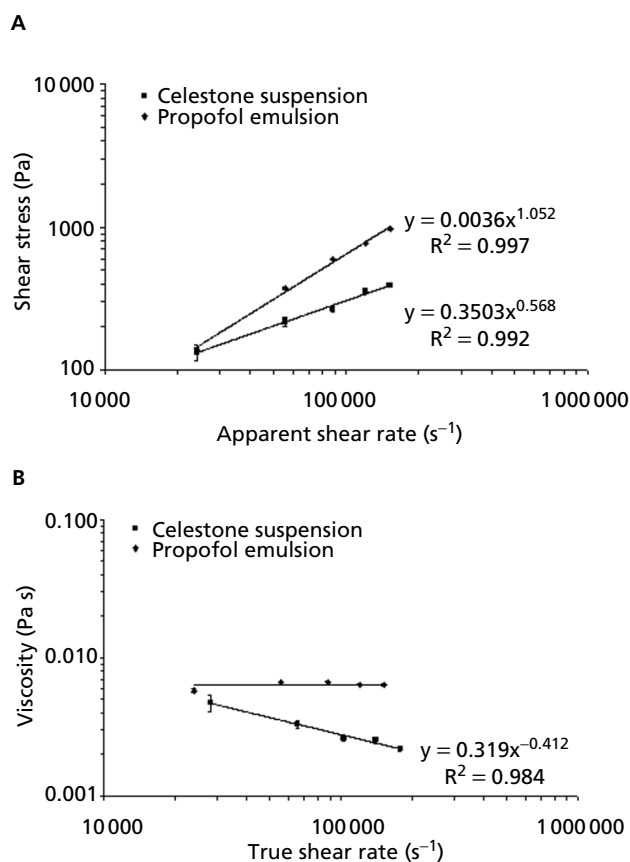 A
10 000
1000
100
Shear stress (Pa)
Celestone suspension
Propofol emulsion
y = 0.0036x^1.052
R² = 0.997
y = 0.3503x^0.568
R² = 0.992
10 000
100 000
1 000 000
Apparent shear rate (s⁻¹)
B
0.100
0.010
0.001
Viscosity (Pa s)
Celestone suspension
Propofol emulsion
y = 0.319x^−0.412
R² = 0.984
10 000
100 000
1 000 000
True shear rate (s⁻¹)